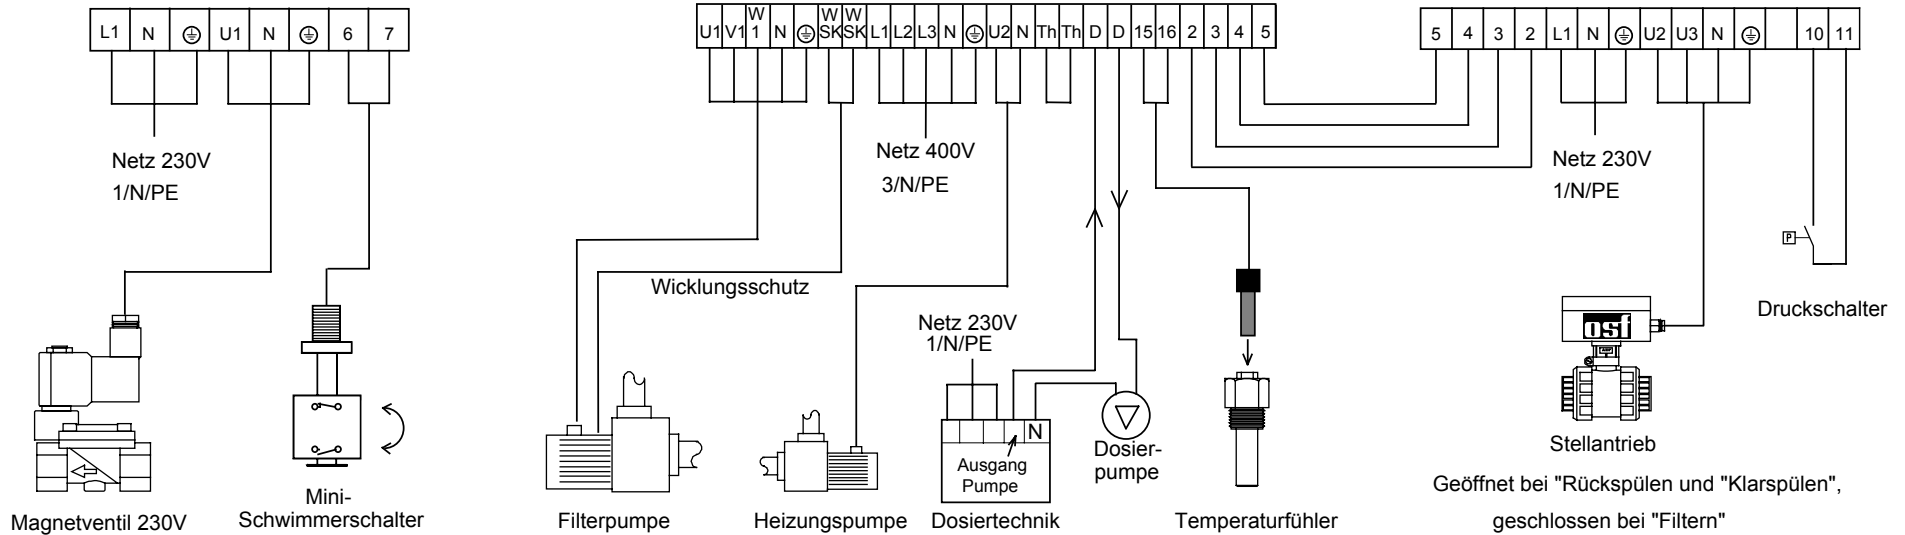 L1 N U1 N 6 7
Netz 230V
1/N/PE
Magnetventil 230V
Mini-
Schwimmerschalter
U1 V1 W1 N WSK WSK L1 L2 L3 N U2 N Th Th D D 15 16 2 3 4 5
Netz 400V
3/N/PE
Wicklungsschutz
Netz 230V
1/N/PE
N
Ausgang
Pumpe
Dosier-
pumpe
Filterpumpe
Heizungspumpe
Dosiertechnik
Temperaturfühler
5 4 3 2 L1 N U2 U3 N 10 11
Netz 230V
1/N/PE
P
Druckschalter
osf
Stellantrieb
Geöffnet bei "Rückspülen und "Klarspülen",
geschlossen bei "Filtern"